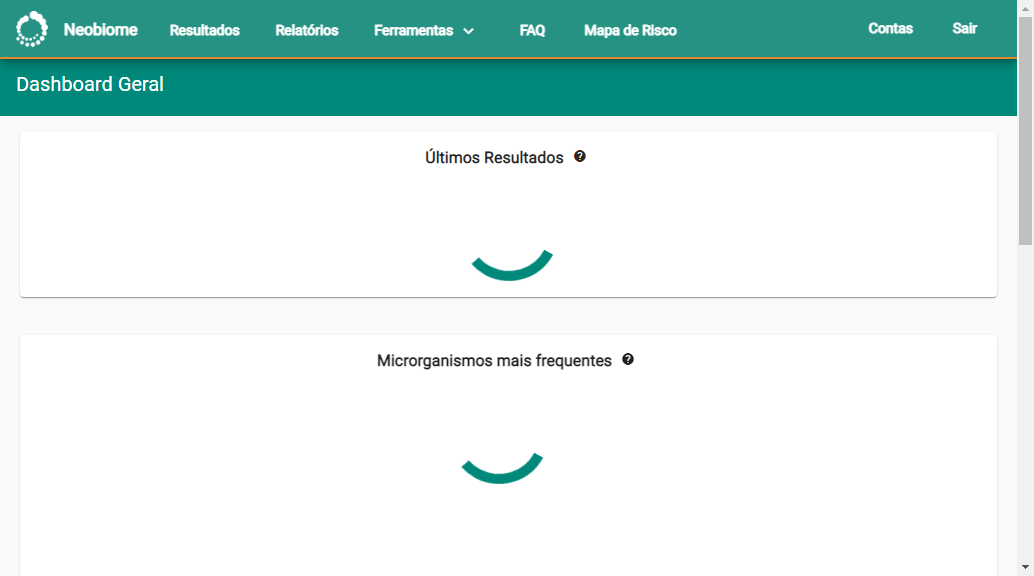 Neobiome Resultados Relatórios Ferramentas FAQ Mapa de Risco Contas Sair
Dashboard Geral
Últimos Resultados ?
Microrganismos mais frequentes ?